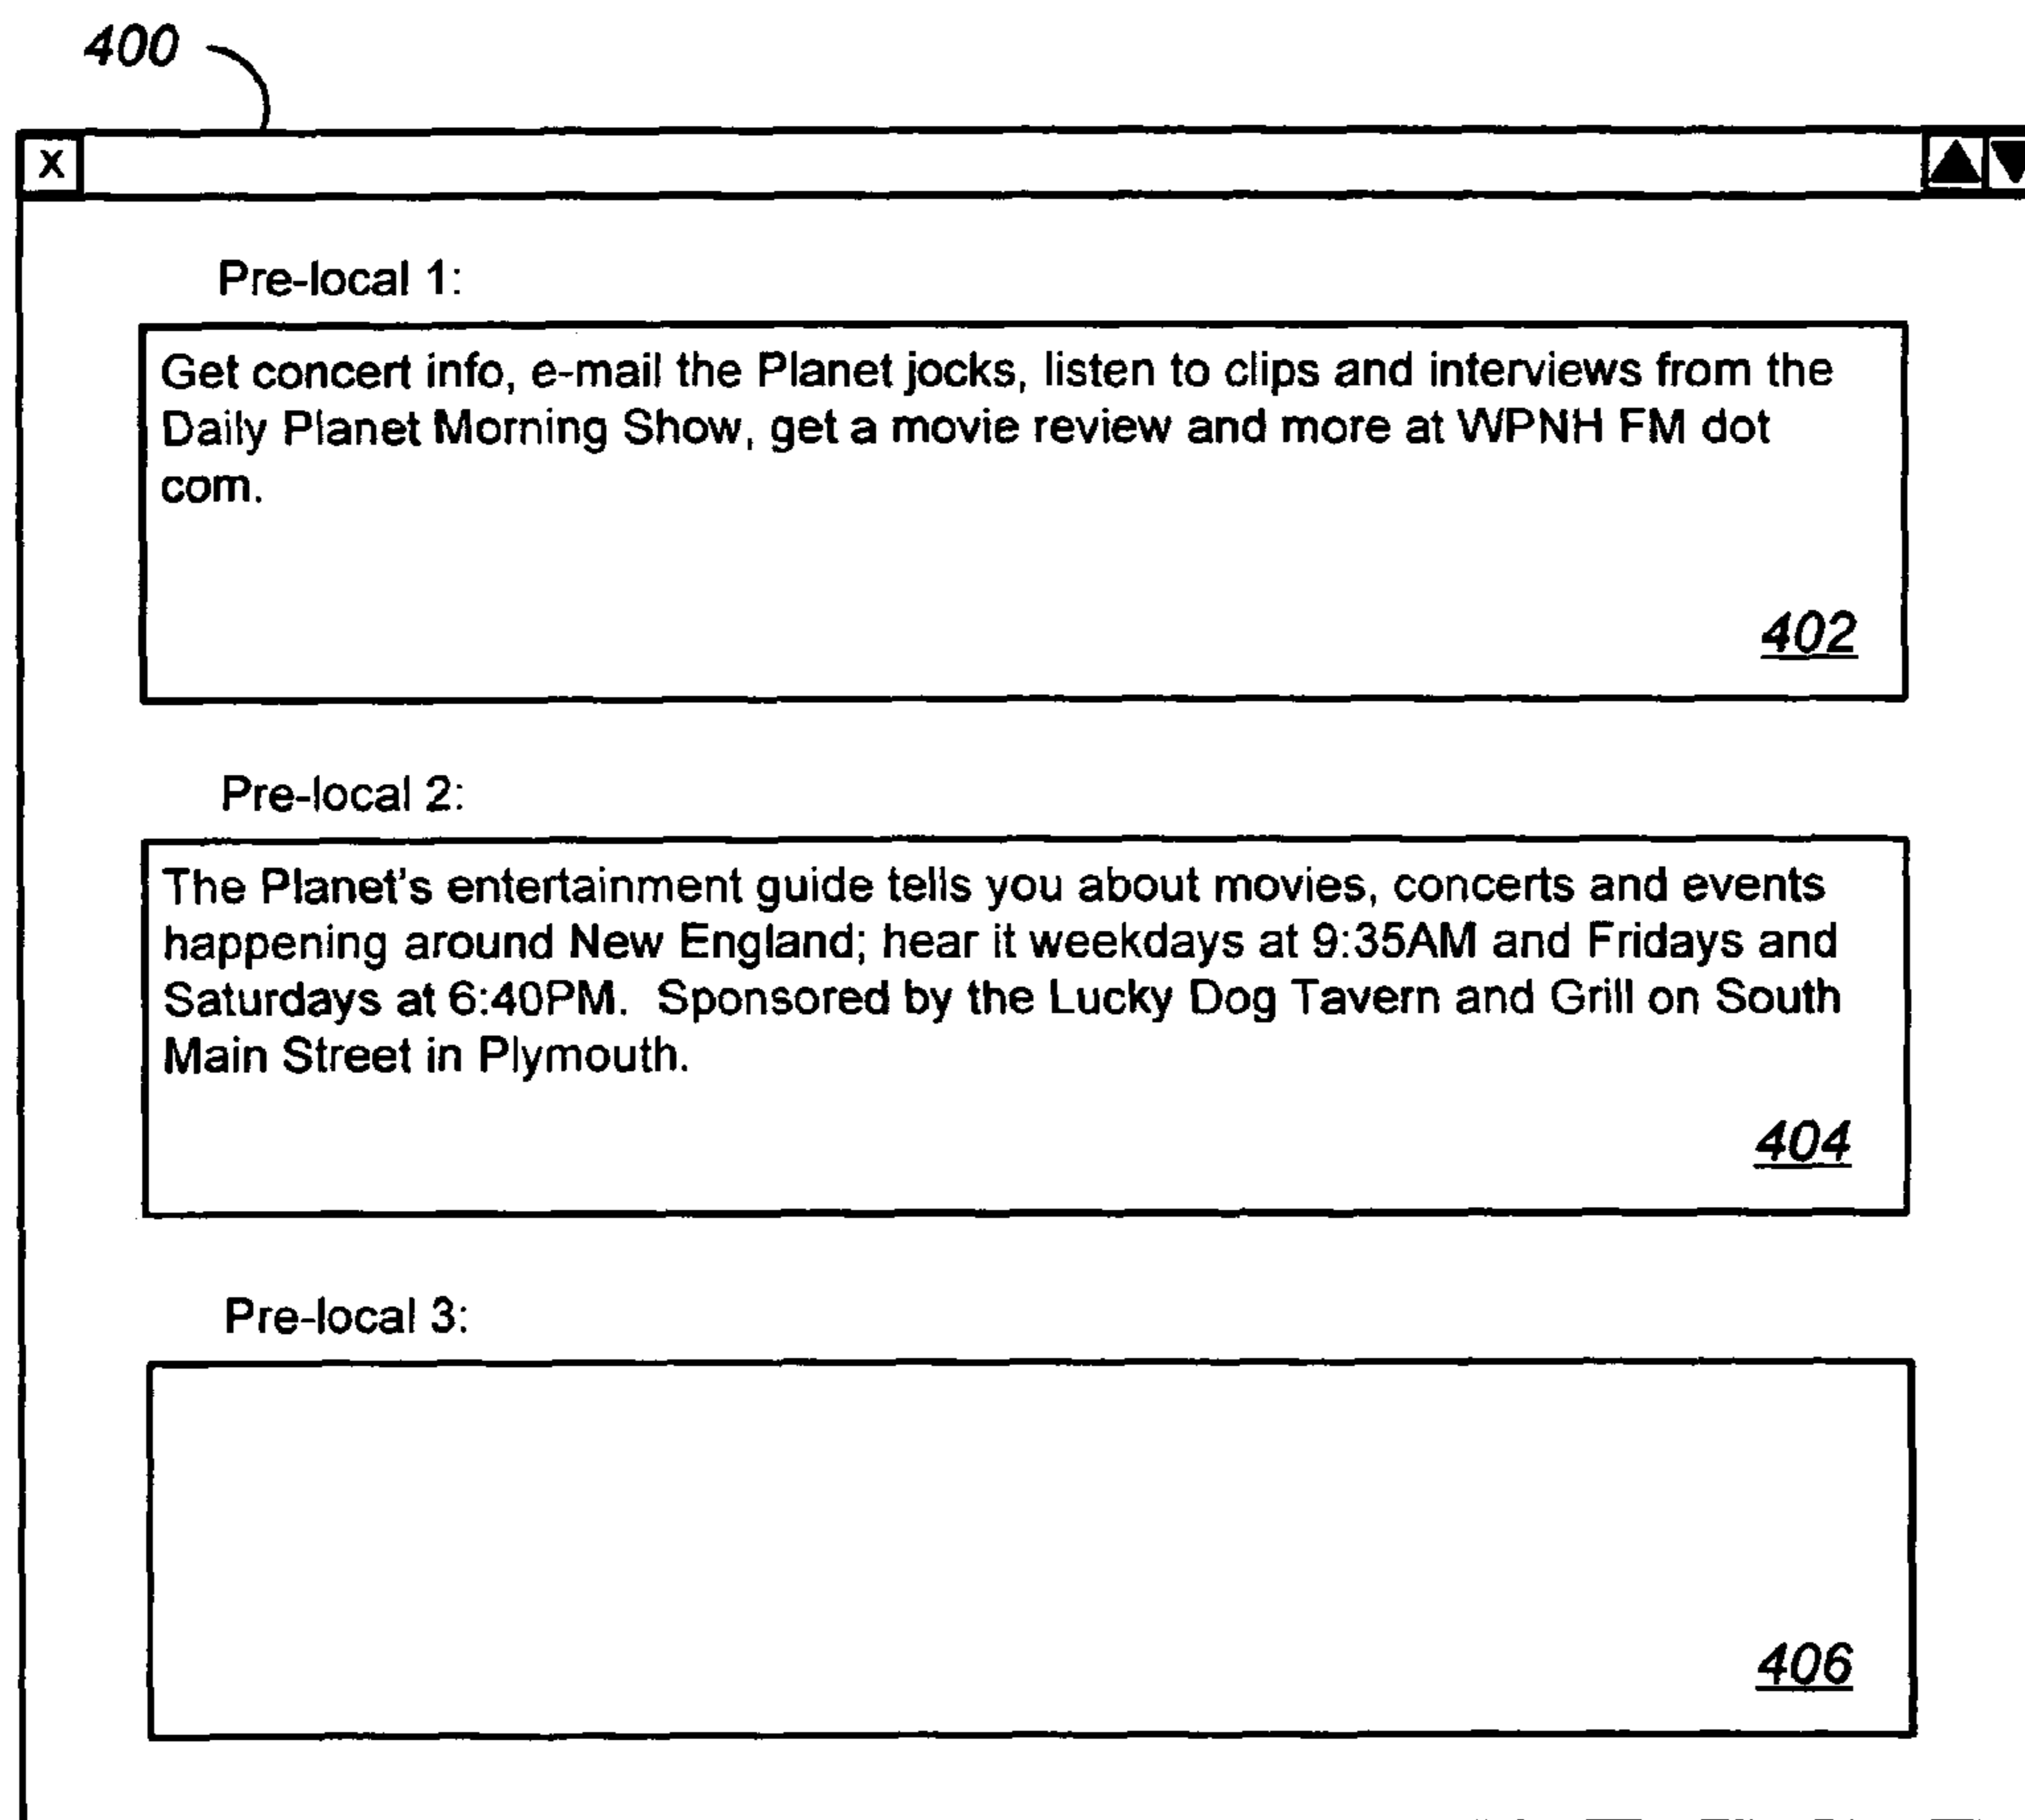 400
X
Pre-local 1:
Get concert info, e-mail the Planet jocks, listen to clips and interviews from the
Daily Planet Morning Show, get a movie review and more at WPNH FM dot
com.
402
Pre-local 2:
The Planet's entertainment guide tells you about movies, concerts and events
happening around New England; hear it weekdays at 9:35AM and Fridays and
Saturdays at 6:40PM.  Sponsored by the Lucky Dog Tavern and Grill on South
Main Street in Plymouth.
404
Pre-local 3:
406